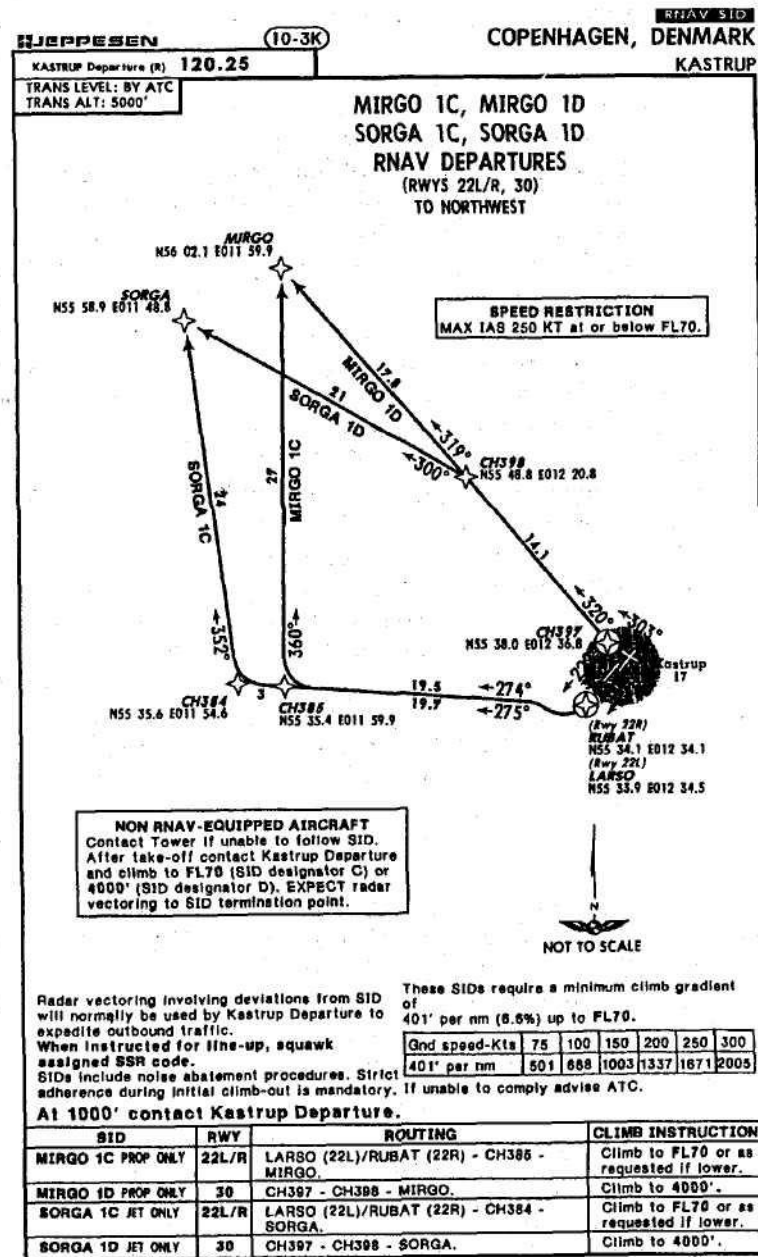 RNAV SID
JEPPESEN
10-3K
COPENHAGEN, DENMARK
KASTRUP Departure (R) 120.25
KASTRUP
TRANS LEVEL: BY ATC
TRANS ALT: 5000'
MIRGO 1C, MIRGO 1D
SORGA 1C, SORGA 1D
RNAV DEPARTURES
(RWYS 22L/R, 30)
TO NORTHWEST
MIRGO
N56 02.1 E011 59.9
SORGA
N55 58.9 E011 48.8
SPEED RESTRICTION
MAX IAS 250 KT at or below FL70.
17.8
MIRGO 1D
21
SORGA 1D
319°
300°
CH398
N55 48.8 E012 20.8
27
MIRGO 1C
24
SORGA 1C
14.1
320°
303°
CH397
N55 38.0 E012 36.8
Kastrup
17
352°
360°
CH384
N55 35.6 E011 54.6
3
CH385
N55 35.4 E011 59.9
19.5
274°
19.7
275°
(Rwy 22R)
RUBAT
N55 34.1 E012 34.1
(Rwy 22L)
LARSO
N55 33.9 E012 34.5
NON RNAV-EQUIPPED AIRCRAFT
Contact Tower if unable to follow SID.
After take-off contact Kastrup Departure
and climb to FL70 (SID designator C) or
4000' (SID designator D). EXPECT radar
vectoring to SID termination point.
N
NOT TO SCALE
Radar vectoring involving deviations from SID
will normally be used by Kastrup Departure to
expedite outbound traffic.
When instructed for line-up, squawk
assigned SSR code.
SIDs include noise abatement procedures. Strict
adherence during initial climb-out is mandatory.
These SIDs require a minimum climb gradient
of
401' per nm (6.6%) up to FL70.
Gnd speed-Kts 75 100 150 200 250 300
401' per nm 501 668 1003 1337 1671 2005
If unable to comply advise ATC.
At 1000' contact Kastrup Departure.
SID RWY ROUTING CLIMB INSTRUCTION
MIRGO 1C PROP ONLY 22L/R LARSO (22L)/RUBAT (22R) - CH385 - MIRGO. Climb to FL70 or as requested if lower.
MIRGO 1D PROP ONLY 30 CH397 - CH398 - MIRGO. Climb to 4000'.
SORGA 1C JET ONLY 22L/R LARSO (22L)/RUBAT (22R) - CH384 - SORGA. Climb to FL70 or as requested if lower.
SORGA 1D JET ONLY 30 CH397 - CH398 - SORGA. Climb to 4000'.